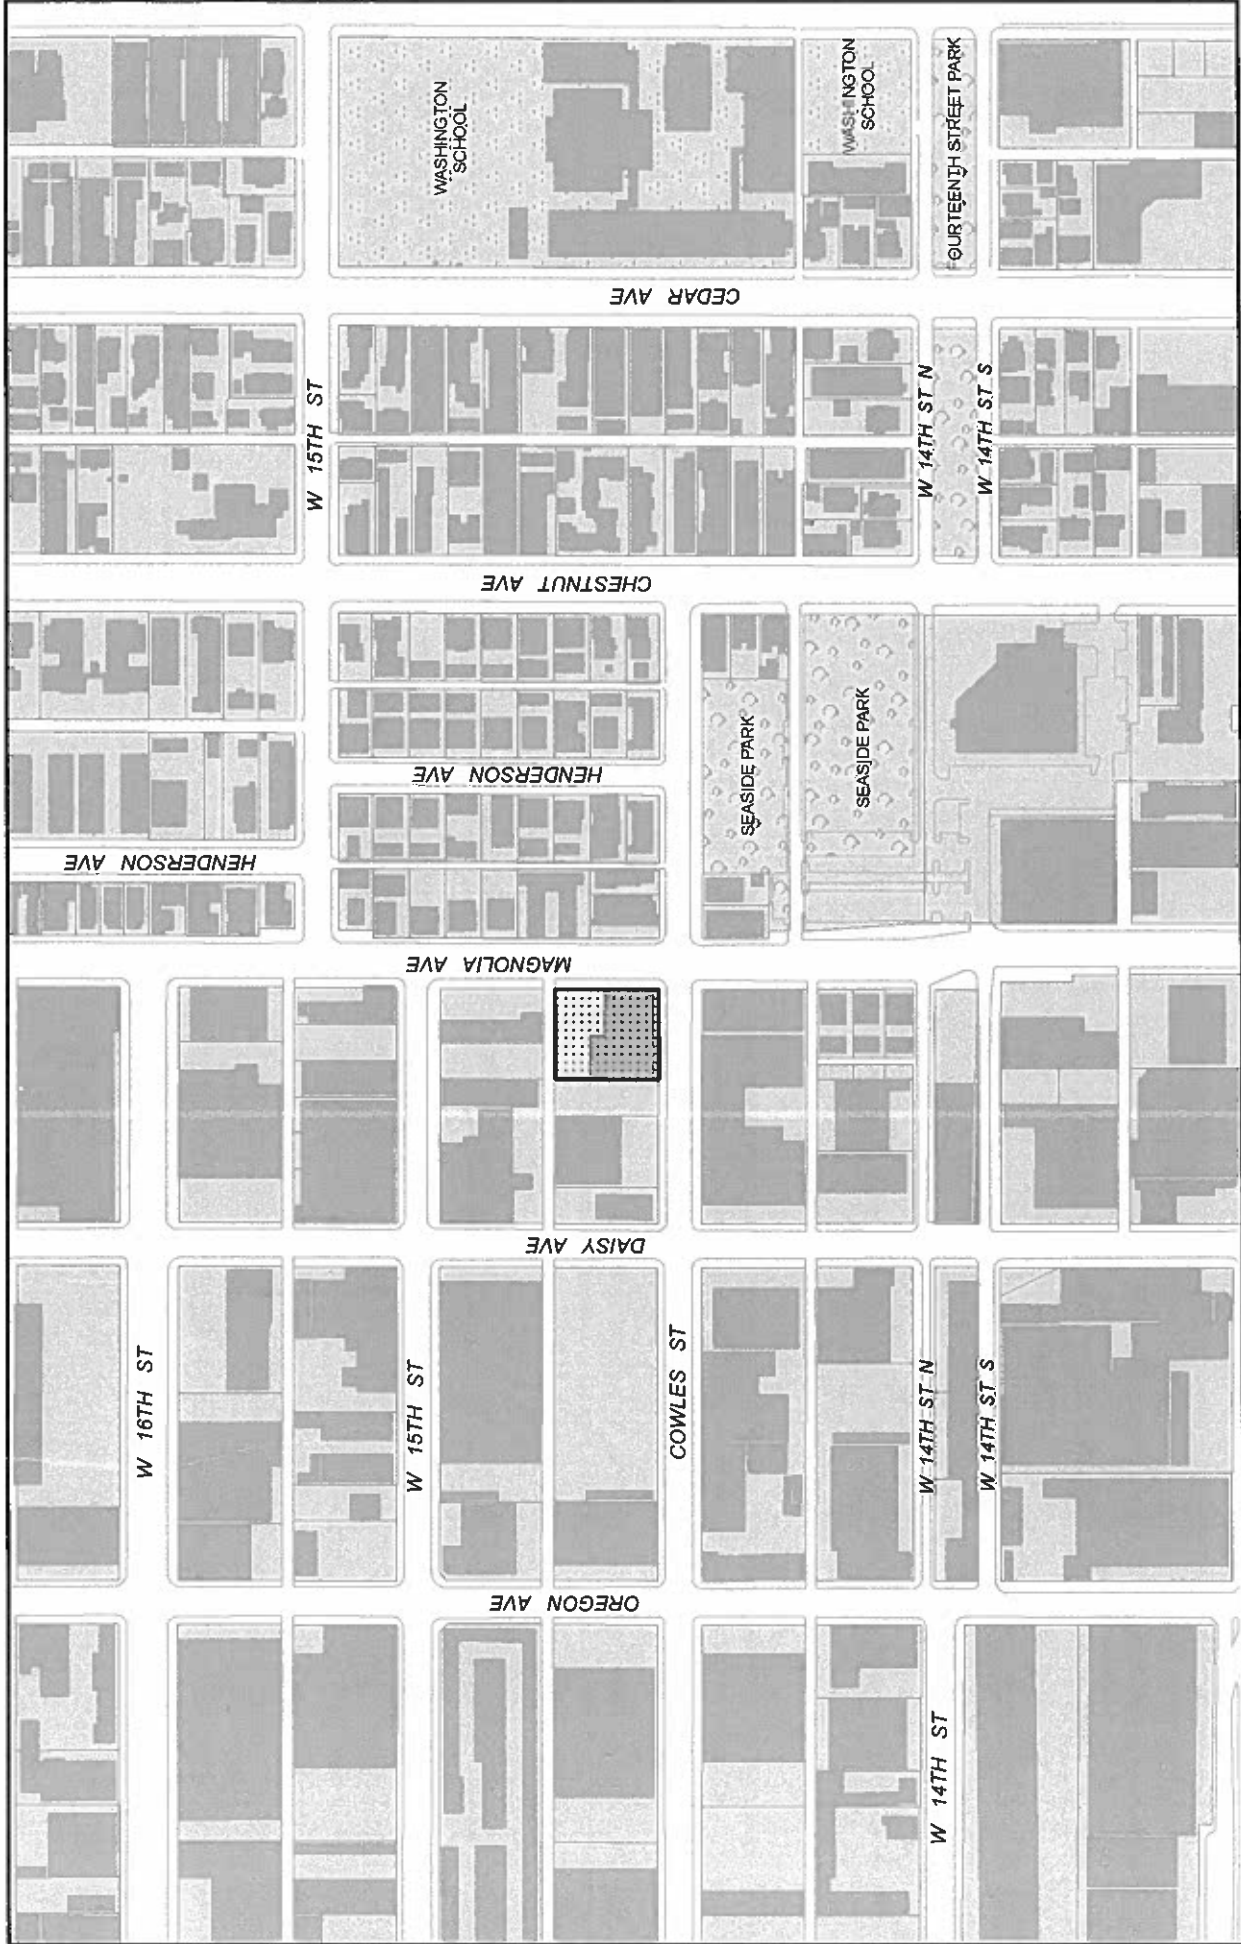 WASHINGTON
SCHOOL
WASHINGTON
SCHOOL
FOURTEENTH STREET PARK
CEDAR AVE
W 15TH ST
W 14TH ST N
W 14TH ST S
CHESTNUT AVE
SEASIDE PARK
SEASIDE PARK
HENDERSON AVE
HENDERSON AVE
MAGNOLIA AVE
DAISY AVE
W 16TH ST
W 15TH ST
COWLES ST
W 14TH ST N
W 14TH ST S
OREGON AVE
W 14TH ST